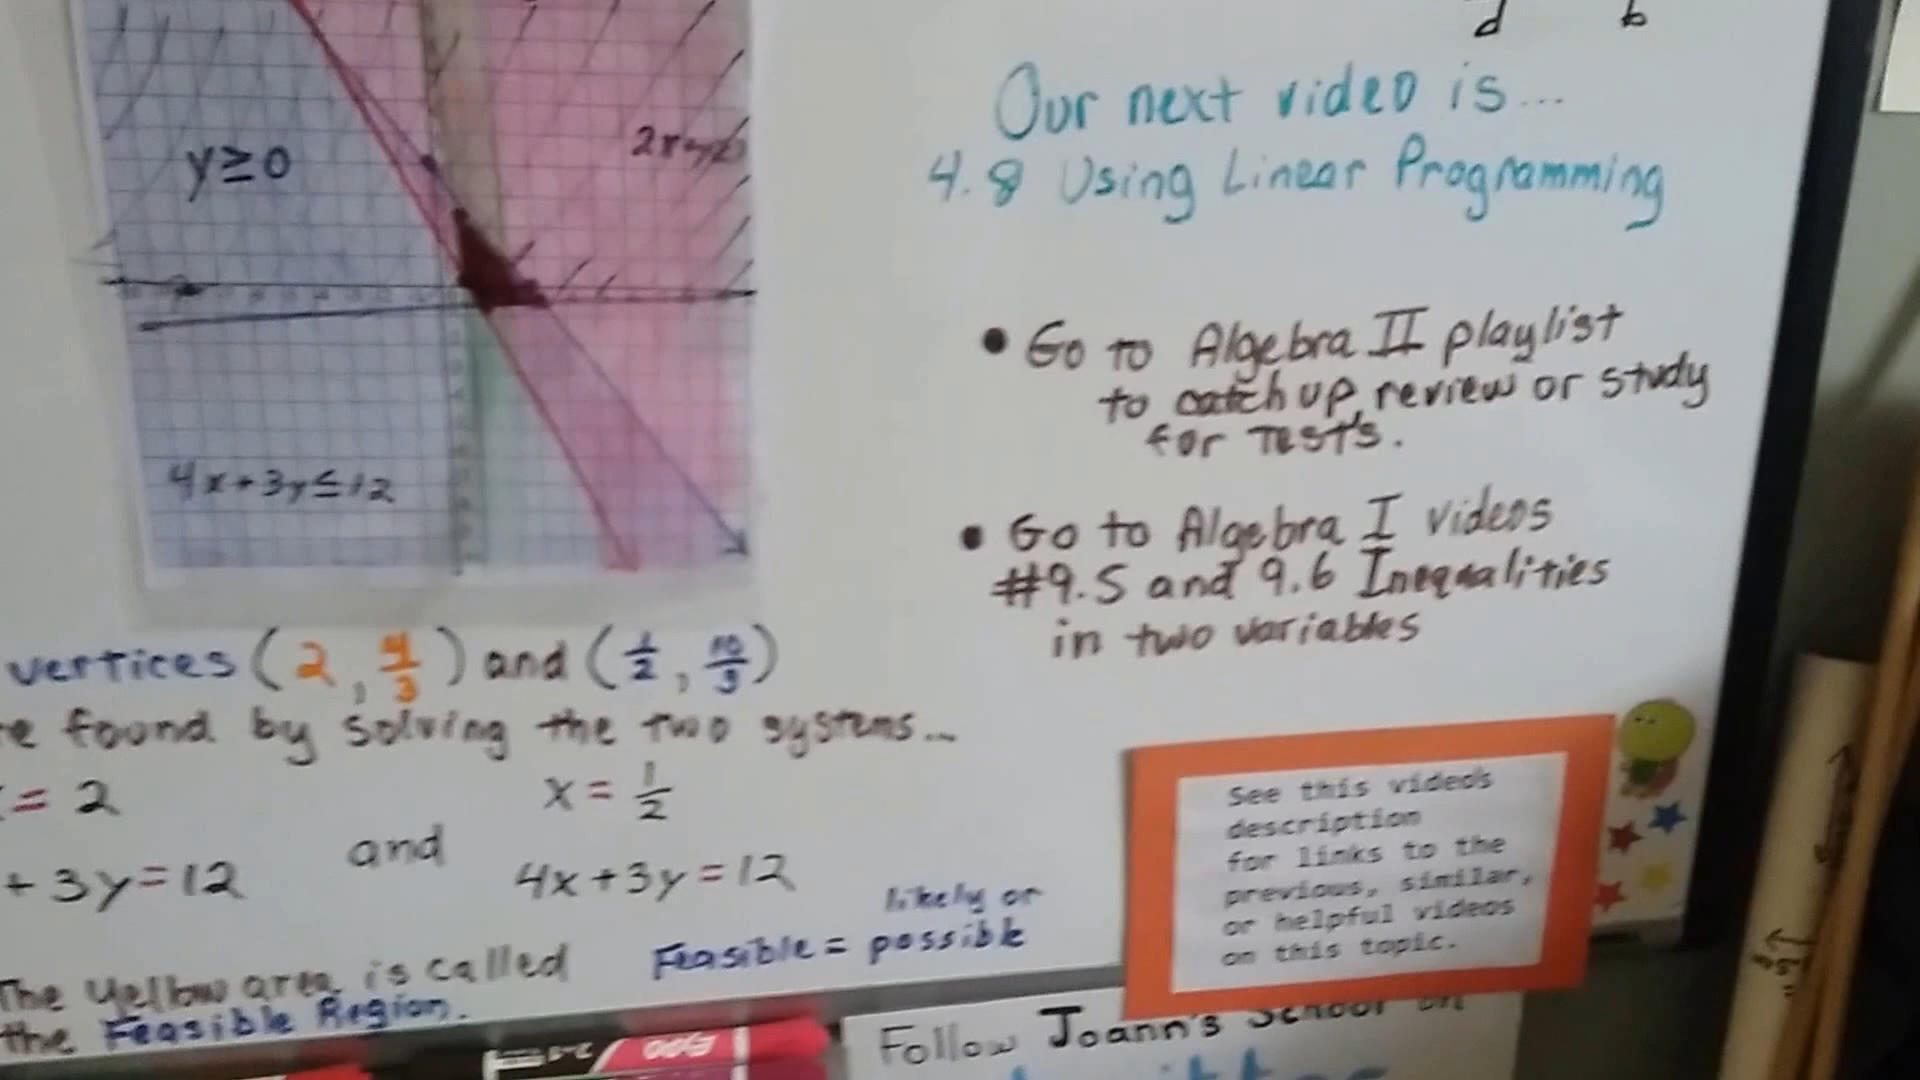 d b
Our next video is...
4.8 Using Linear Programming
y≥0
4x+3y≤12
• Go to Algebra II playlist
to catch up, review or study
for TEST's.
• Go to Algebra I videos
#9.5 and 9.6 Inequalities
in two variables
vertices (2, 4/3) and (1/2, 10/3)
found by solving the two systems...
= 2
x = 1/2
and
+ 3y = 12
4x + 3y = 12
likely or
Feasible = possible
The Yellow area is called
the Feasible Region.
See this video's
description
for links to the
previous, similar,
or helpful videos
on this topic.
Follow Joann's School on